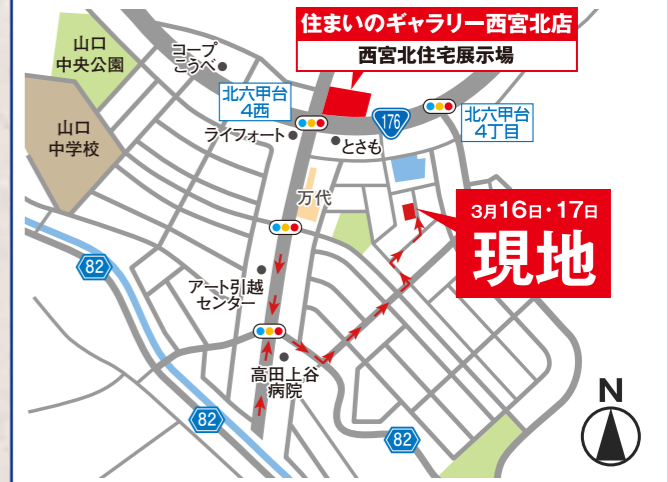 住まいのギャラリー西宮北店
西宮北住宅展示場
山口
中央公園
コープ
こうべ
北六甲台
4西
176
北六甲台
4丁目
ライフォート
とさも
山口
中学校
万代
3月16日・17日
現地
82
アート引越
センター
高田上谷
病院
82
82
N